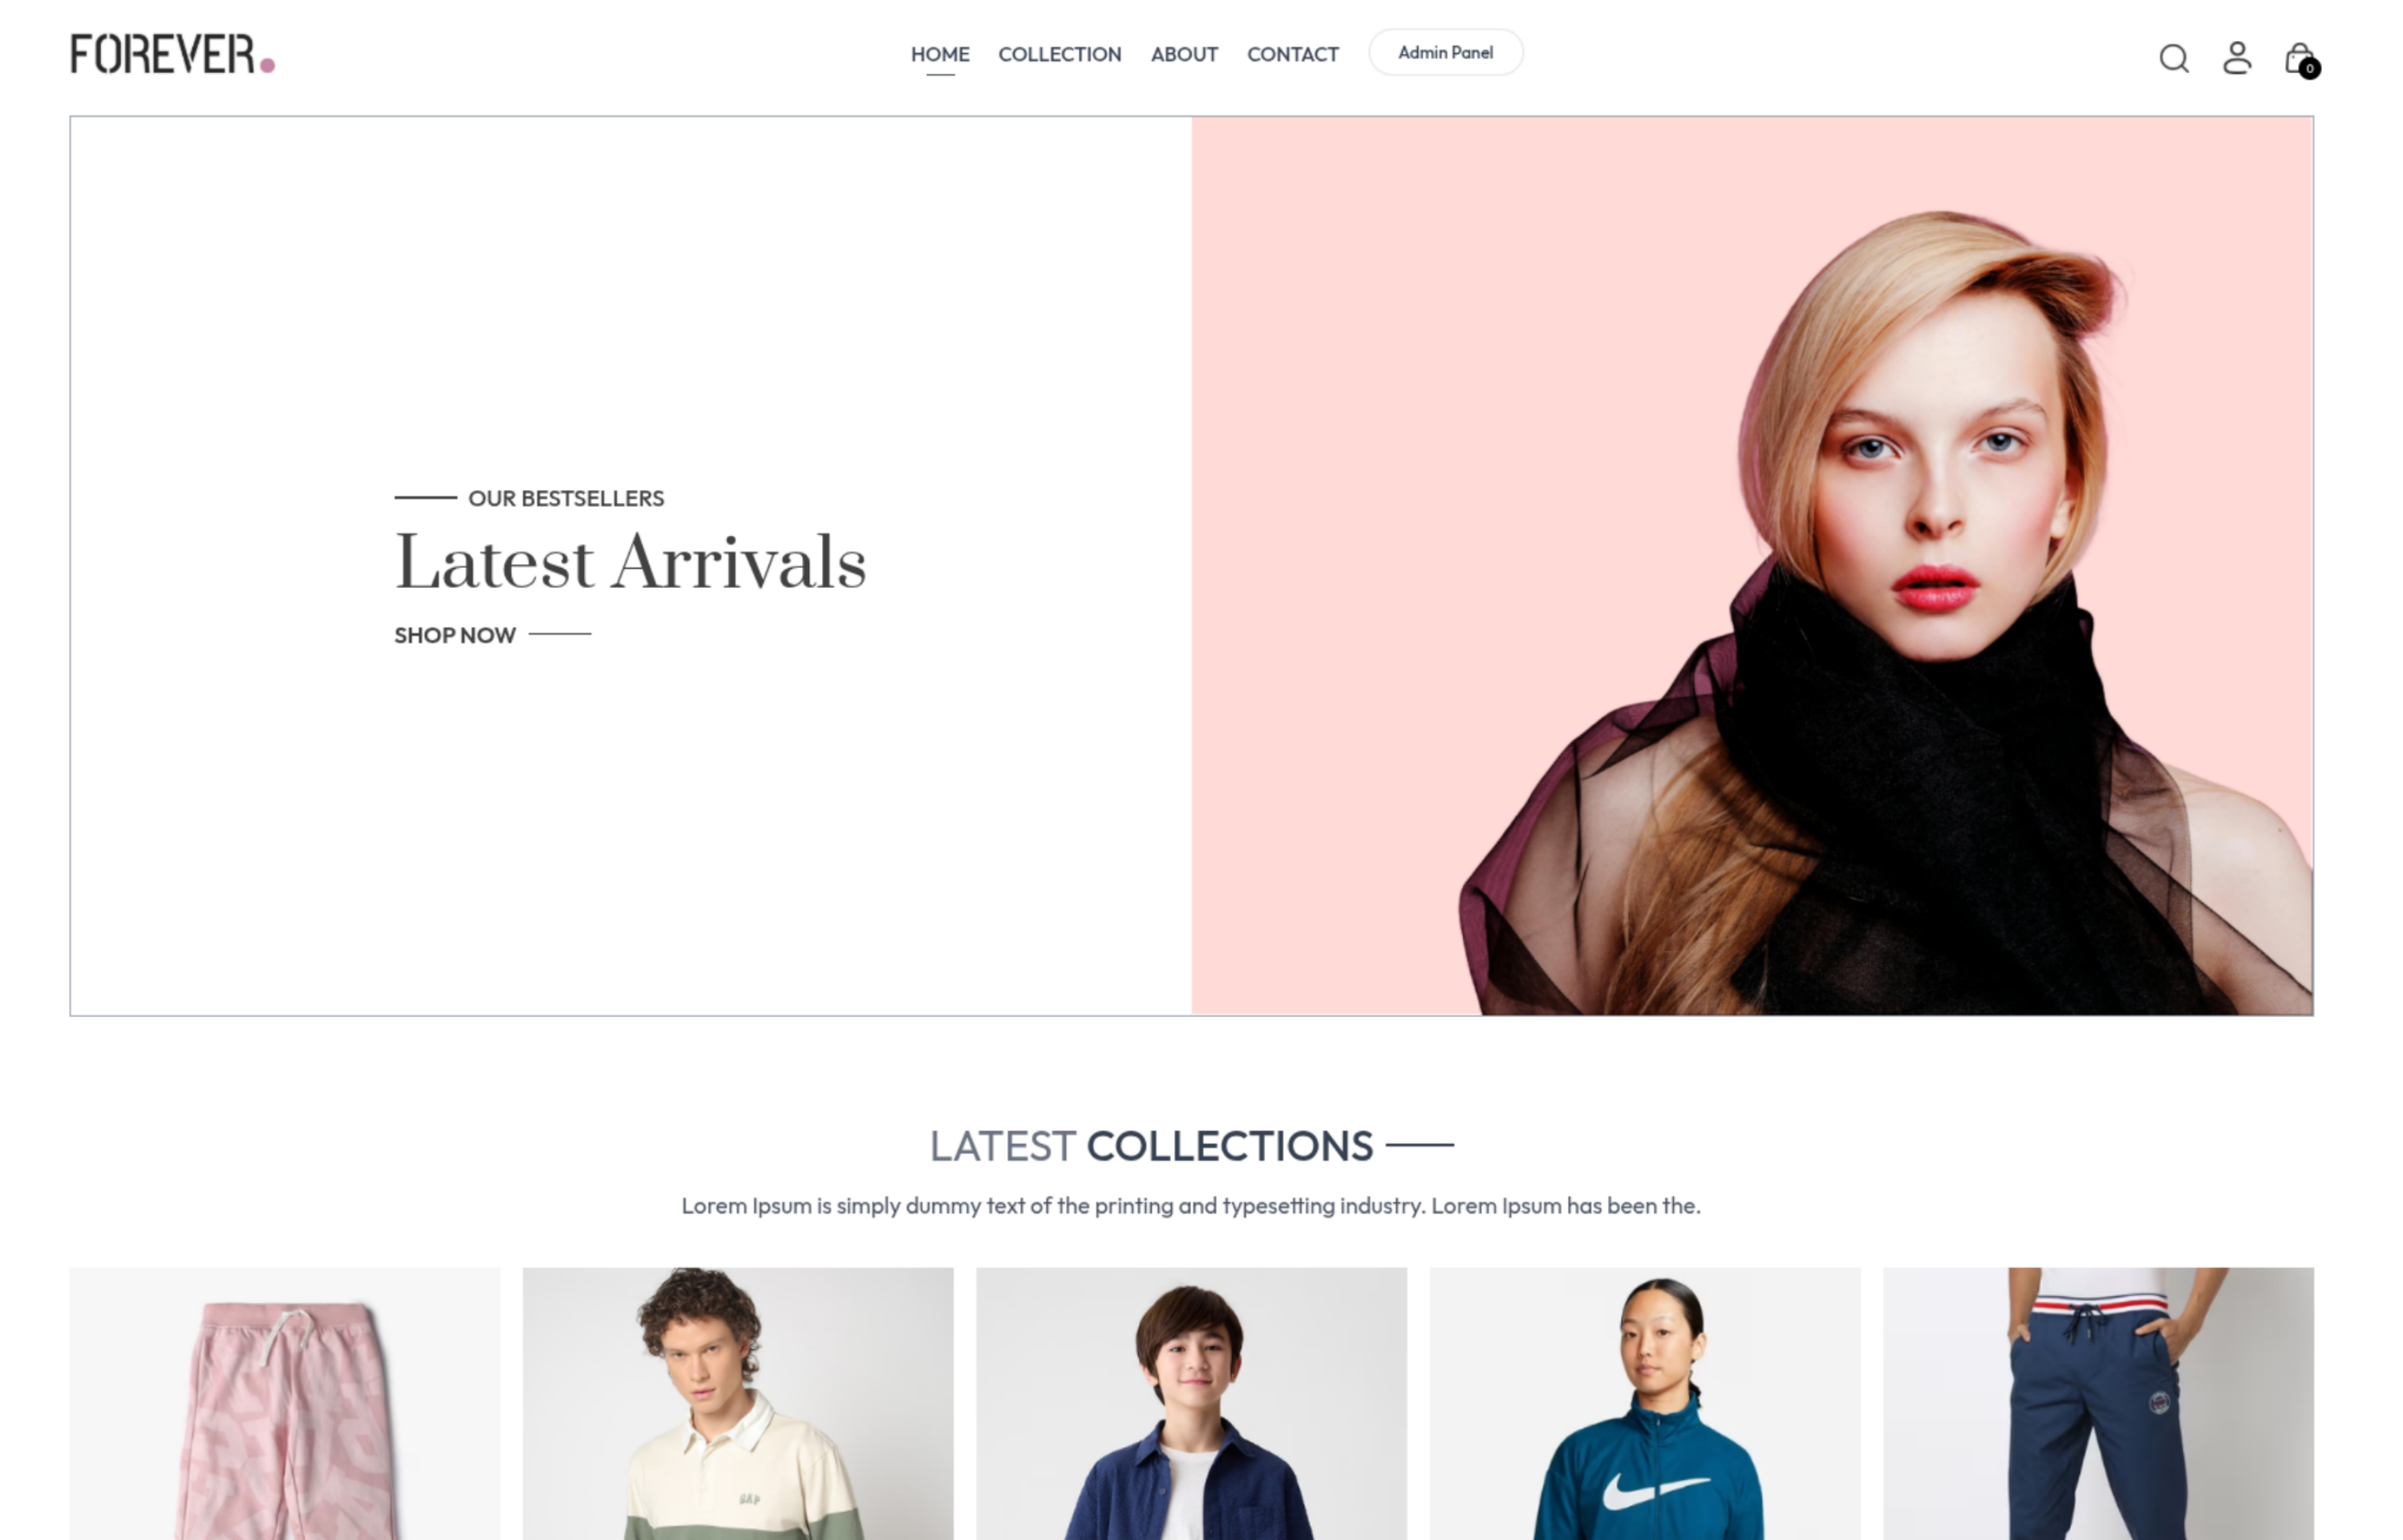 FOREVER.
HOME COLLECTION ABOUT CONTACT Admin Panel
0
OUR BESTSELLERS
Latest Arrivals
SHOP NOW
LATEST COLLECTIONS
Lorem Ipsum is simply dummy text of the printing and typesetting industry. Lorem Ipsum has been the.
GAP